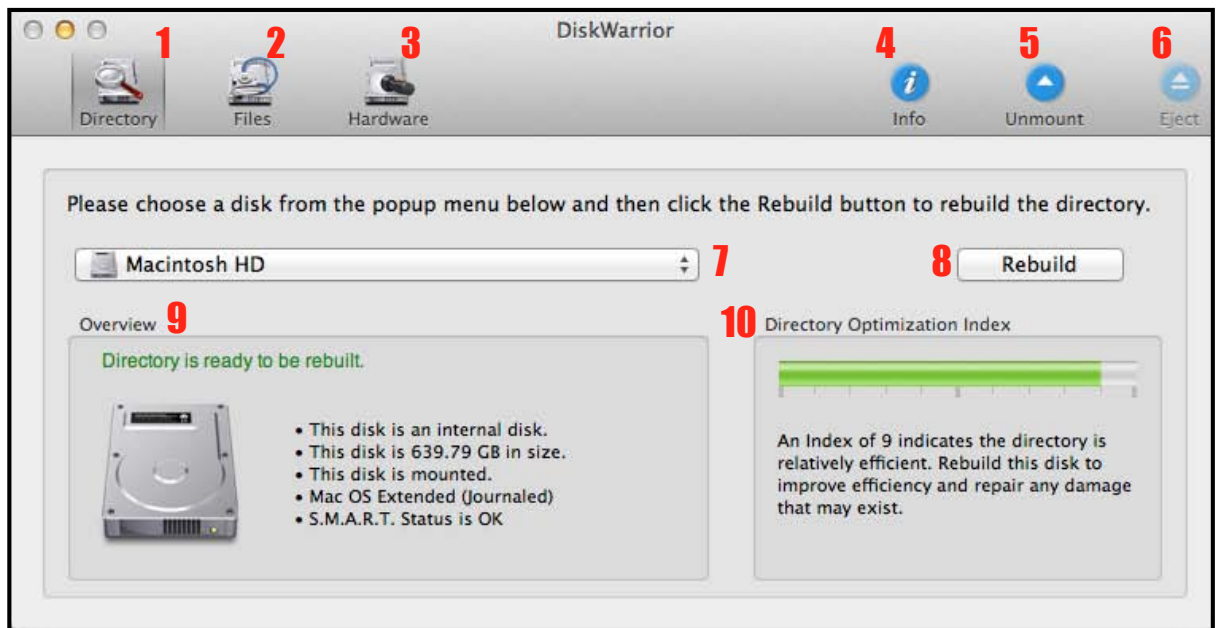 DiskWarrior
1 2 3 4 5 6
Directory Files Hardware Info Unmount Eject
Please choose a disk from the popup menu below and then click the Rebuild button to rebuild the directory.
Macintosh HD 7 8 Rebuild
Overview 9 10 Directory Optimization Index
Directory is ready to be rebuilt.
• This disk is an internal disk.
• This disk is 639.79 GB in size.
• This disk is mounted.
• Mac OS Extended (Journaled)
• S.M.A.R.T. Status is OK
An Index of 9 indicates the directory is
relatively efficient. Rebuild this disk to
improve efficiency and repair any damage
that may exist.